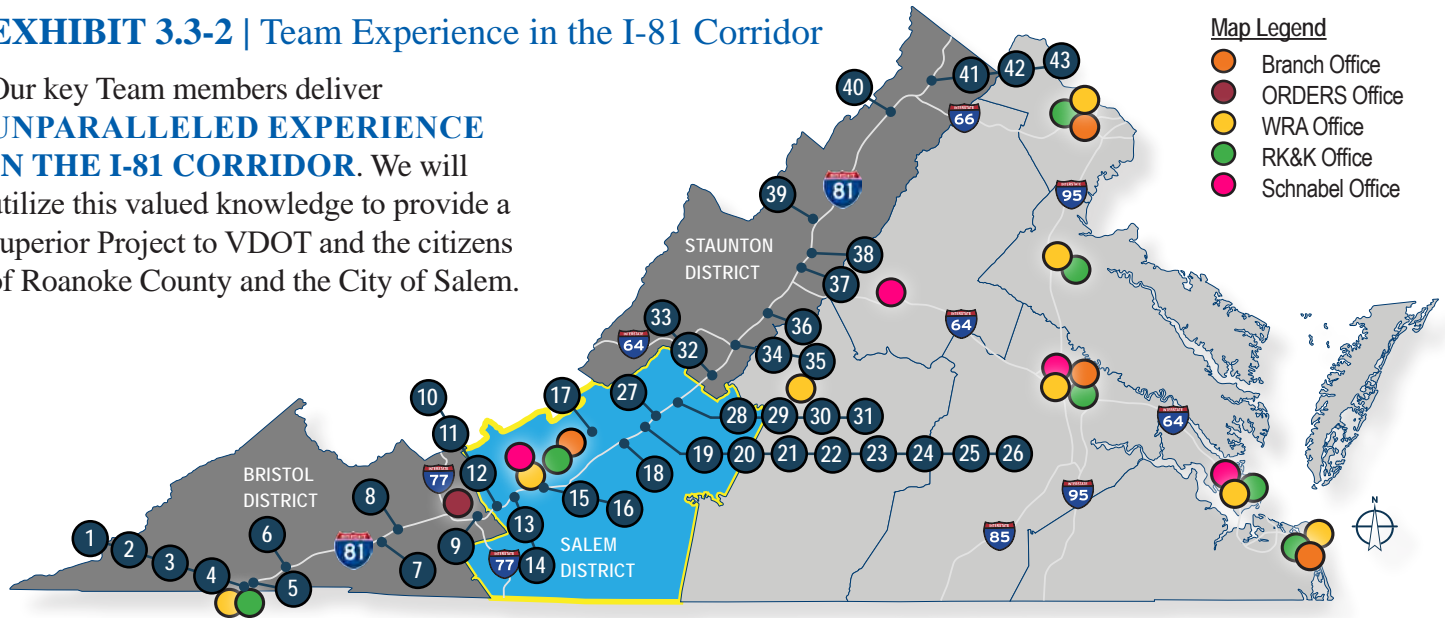 EXHIBIT 3.3-2 | Team Experience in the I-81 Corridor
Our key Team members deliver
UNPARALLELED EXPERIENCE
IN THE I-81 CORRIDOR. We will
utilize this valued knowledge to provide a
superior Project to VDOT and the citizens
of Roanoke County and the City of Salem.
Map Legend
Branch Office
ORDERS Office
WRA Office
RK&K Office
Schnabel Office
40
41 42 43
66
81
95
39
STAUNTON
DISTRICT
38
37
64
36
33
64
32
34 35
64
10
11
17
27
28 29 30 31
19 20 21 22 23 24 25 26
18
77
12
15 16
BRISTOL
DISTRICT
8
6
1 2 3 4 5
81
7
9
13
14
77
SALEM
DISTRICT
95
85
N